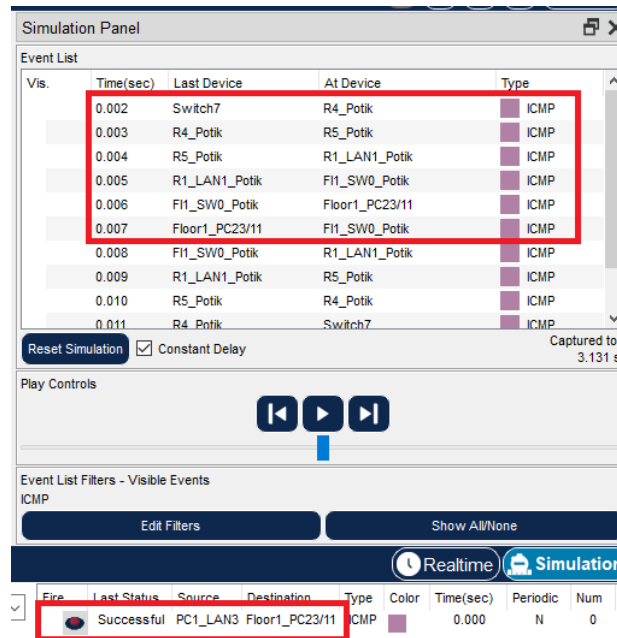 Simulation Panel
Event List
Vis. Time(sec) Last Device At Device Type
0.002 Switch7 R4_Potik ICMP
0.003 R4_Potik R5_Potik ICMP
0.004 R5_Potik R1_LAN1_Potik ICMP
0.005 R1_LAN1_Potik Fl1_SW0_Potik ICMP
0.006 Fl1_SW0_Potik Floor1_PC23/11 ICMP
0.007 Floor1_PC23/11 Fl1_SW0_Potik ICMP
0.008 Fl1_SW0_Potik R1_LAN1_Potik ICMP
0.009 R1_LAN1_Potik R5_Potik ICMP
0.010 R5_Potik R4_Potik ICMP
0.011 R4_Potik Switch7 ICMP
Reset Simulation Constant Delay Captured to
3.131 s
Play Controls
Event List Filters - Visible Events
ICMP
Edit Filters Show All/None
Realtime Simulation
Fire Last Status Source Destination Type Color Time(sec) Periodic Num
Successful PC1_LAN3 Floor1_PC23/11 ICMP 0.000 N 0